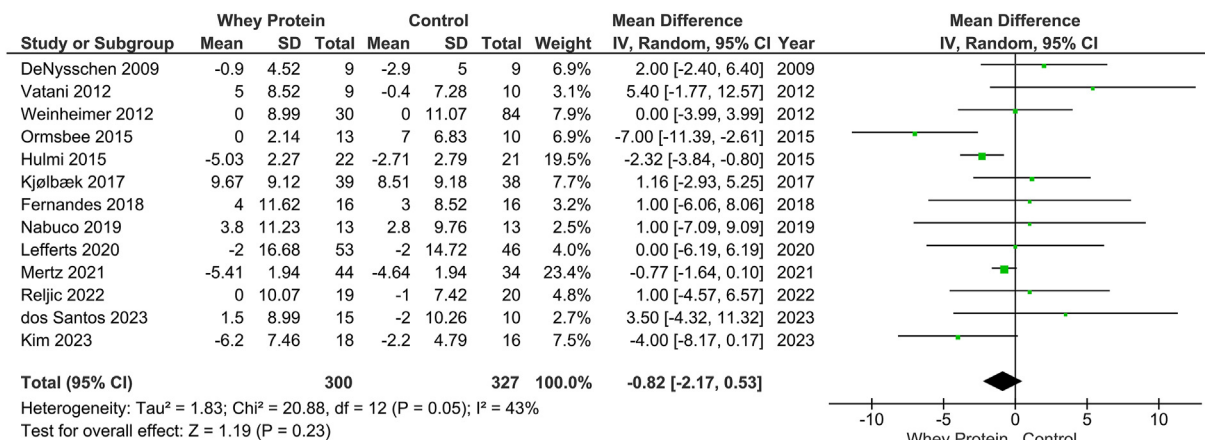 Whey Protein Control Mean Difference Mean Difference
Study or Subgroup Mean SD Total Mean SD Total Weight IV, Random, 95% CI Year IV, Random, 95% CI
DeNysschen 2009 -0.9 4.52 9 -2.9 5 9 6.9% 2.00 [-2.40, 6.40] 2009
Vatani 2012 5 8.52 9 -0.4 7.28 10 3.1% 5.40 [-1.77, 12.57] 2012
Weinheimer 2012 0 8.99 30 0 11.07 84 7.9% 0.00 [-3.99, 3.99] 2012
Ormsbee 2015 0 2.14 13 7 6.83 10 6.9% -7.00 [-11.39, -2.61] 2015
Hulmi 2015 -5.03 2.27 22 -2.71 2.79 21 19.5% -2.32 [-3.84, -0.80] 2015
Kjølbæk 2017 9.67 9.12 39 8.51 9.18 38 7.7% 1.16 [-2.93, 5.25] 2017
Fernandes 2018 4 11.62 16 3 8.52 16 3.2% 1.00 [-6.06, 8.06] 2018
Nabuco 2019 3.8 11.23 13 2.8 9.76 13 2.5% 1.00 [-7.09, 9.09] 2019
Lefferts 2020 -2 16.68 53 -2 14.72 46 4.0% 0.00 [-6.19, 6.19] 2020
Mertz 2021 -5.41 1.94 44 -4.64 1.94 34 23.4% -0.77 [-1.64, 0.10] 2021
Reljic 2022 0 10.07 19 -1 7.42 20 4.8% 1.00 [-4.57, 6.57] 2022
dos Santos 2023 1.5 8.99 15 -2 10.26 10 2.7% 3.50 [-4.32, 11.32] 2023
Kim 2023 -6.2 7.46 18 -2.2 4.79 16 7.5% -4.00 [-8.17, 0.17] 2023
Total (95% CI) 300 327 100.0% -0.82 [-2.17, 0.53]
Heterogeneity: Tau² = 1.83; Chi² = 20.88, df = 12 (P = 0.05); I² = 43%
Test for overall effect: Z = 1.19 (P = 0.23)
-10 -5 0 5 10
Whey Protein Control